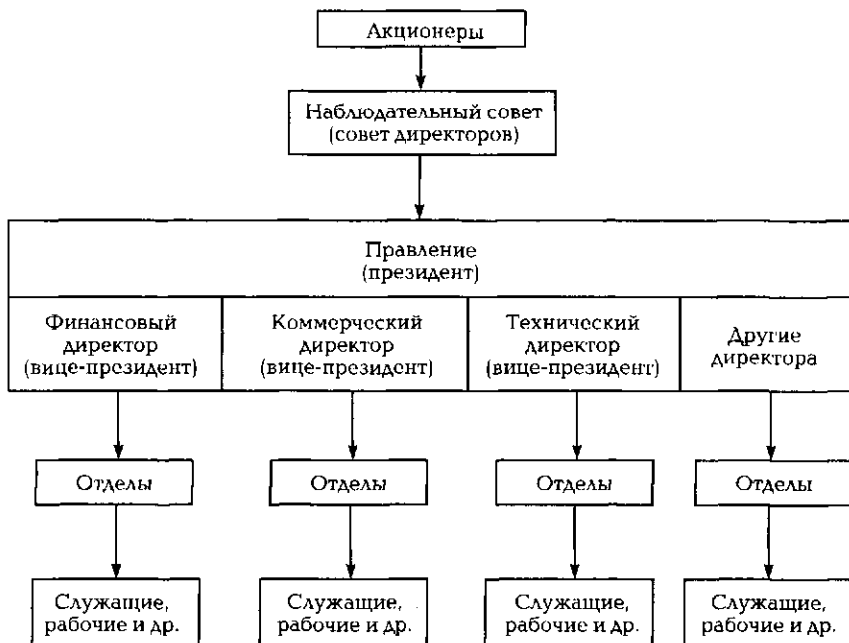 Акционеры
Наблюдательный совет
(совет директоров)
Правление
(президент)
Финансовый
директор
(вице-президент)
Коммерческий
директор
(вице-президент)
Технический
директор
(вице-президент)
Другие
директора
Отделы
Отделы
Отделы
Отделы
Служащие,
рабочие и др.
Служащие,
рабочие и др.
Служащие,
рабочие и др.
Служащие,
рабочие и др.